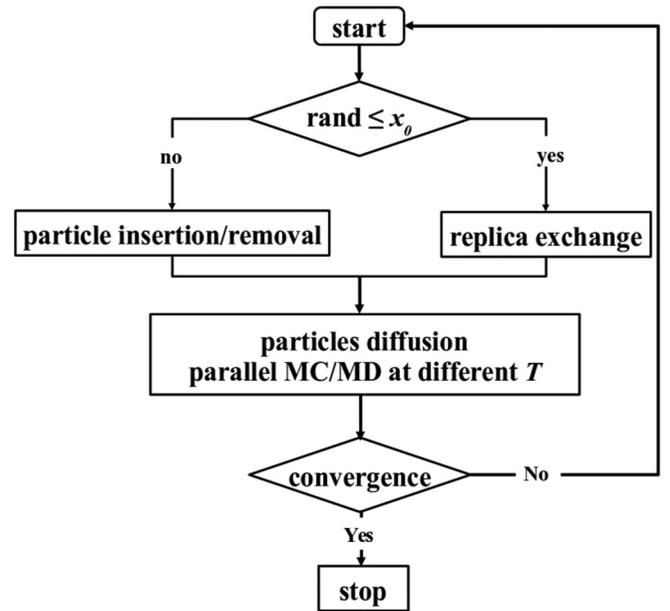 start
rand ≤ x₀
no
yes
particle insertion/removal
replica exchange
particles diffusion
parallel MC/MD at different T
convergence
No
Yes
stop